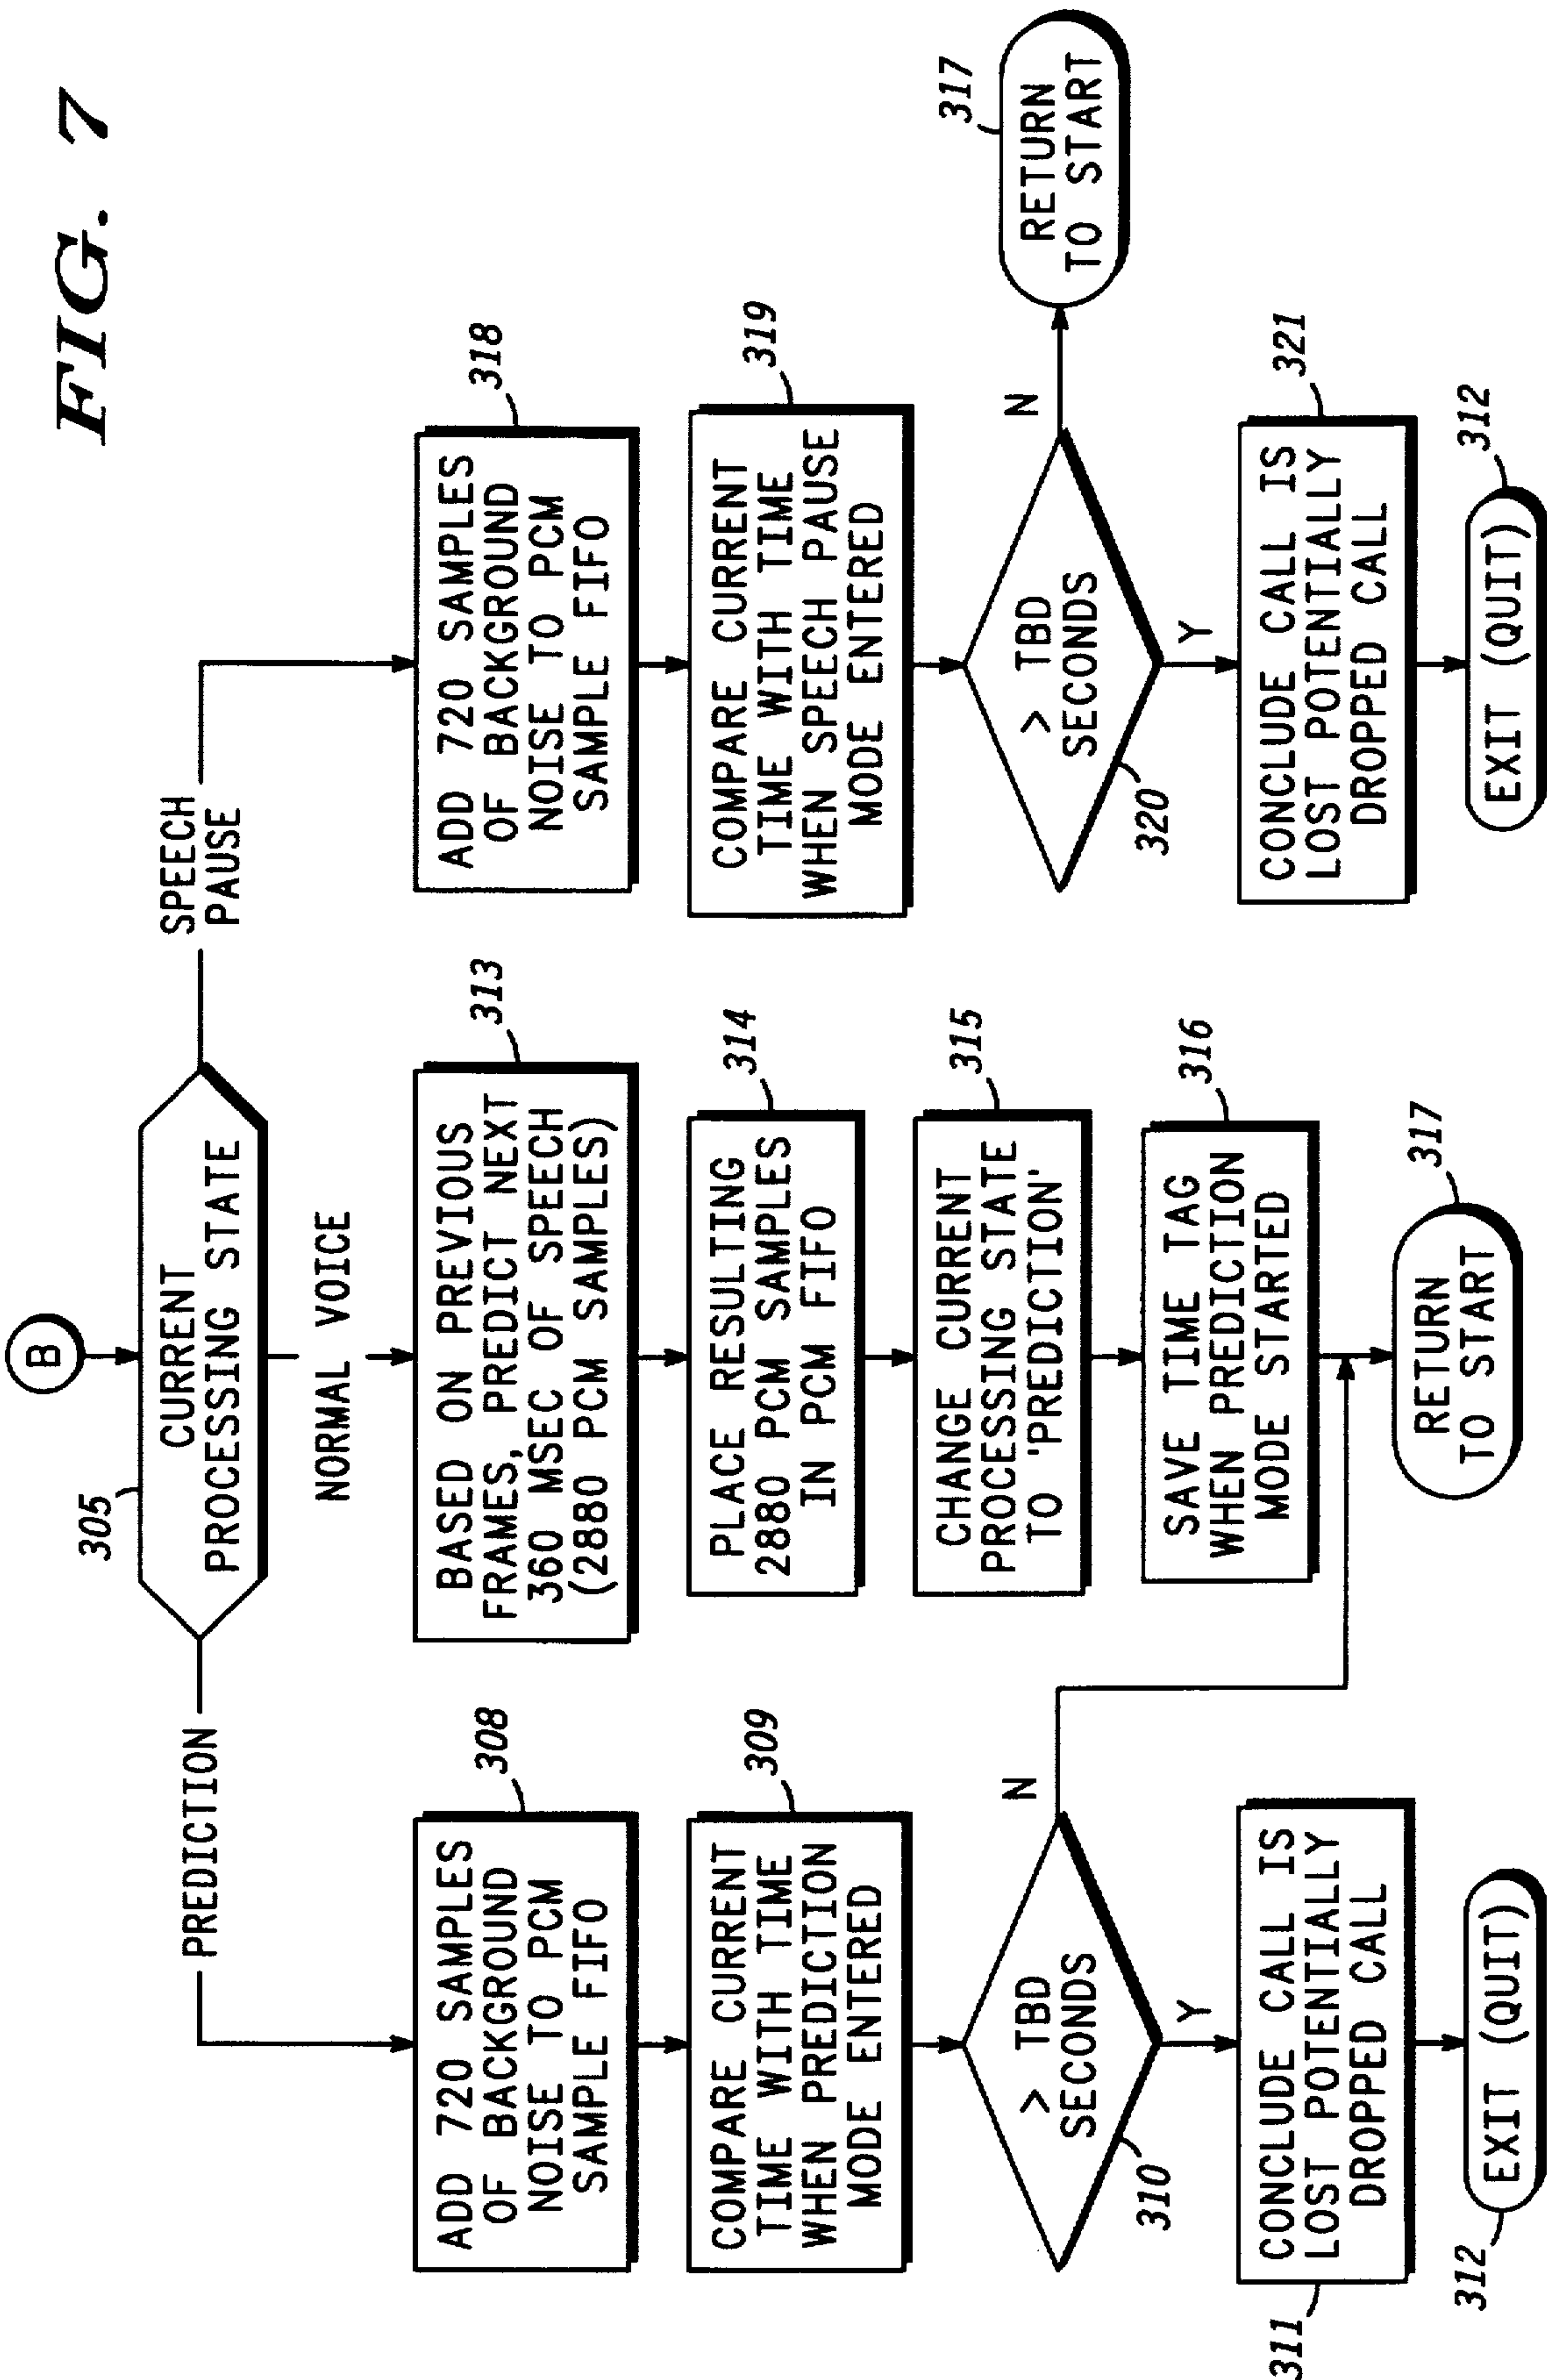 FIG. 7
B
305
CURRENT
PROCESSING STATE
PREDICTION
NORMAL VOICE
SPEECH
PAUSE
308
ADD 720 SAMPLES
OF BACKGROUND
NOISE TO PCM
SAMPLE FIFO
309
COMPARE CURRENT
TIME WITH TIME
WHEN PREDICTION
MODE ENTERED
> TBD
SECONDS
310
N
Y
311
CONCLUDE CALL IS
LOST POTENTIALLY
DROPPED CALL
312
EXIT (QUIT)
313
BASED ON PREVIOUS
FRAMES, PREDICT NEXT
360 MSEC OF SPEECH
(2880 PCM SAMPLES)
314
PLACE RESULTING
2880 PCM SAMPLES
IN PCM FIFO
315
CHANGE CURRENT
PROCESSING STATE
TO 'PREDICTION'
316
SAVE TIME TAG
WHEN PREDICTION
MODE STARTED
317
RETURN
TO START
318
ADD 720 SAMPLES
OF BACKGROUND
NOISE TO PCM
SAMPLE FIFO
319
COMPARE CURRENT
TIME WITH TIME
WHEN SPEECH PAUSE
MODE ENTERED
> TBD
SECONDS
320
N
317
RETURN
TO START
Y
321
CONCLUDE CALL IS
LOST POTENTIALLY
DROPPED CALL
312
EXIT (QUIT)